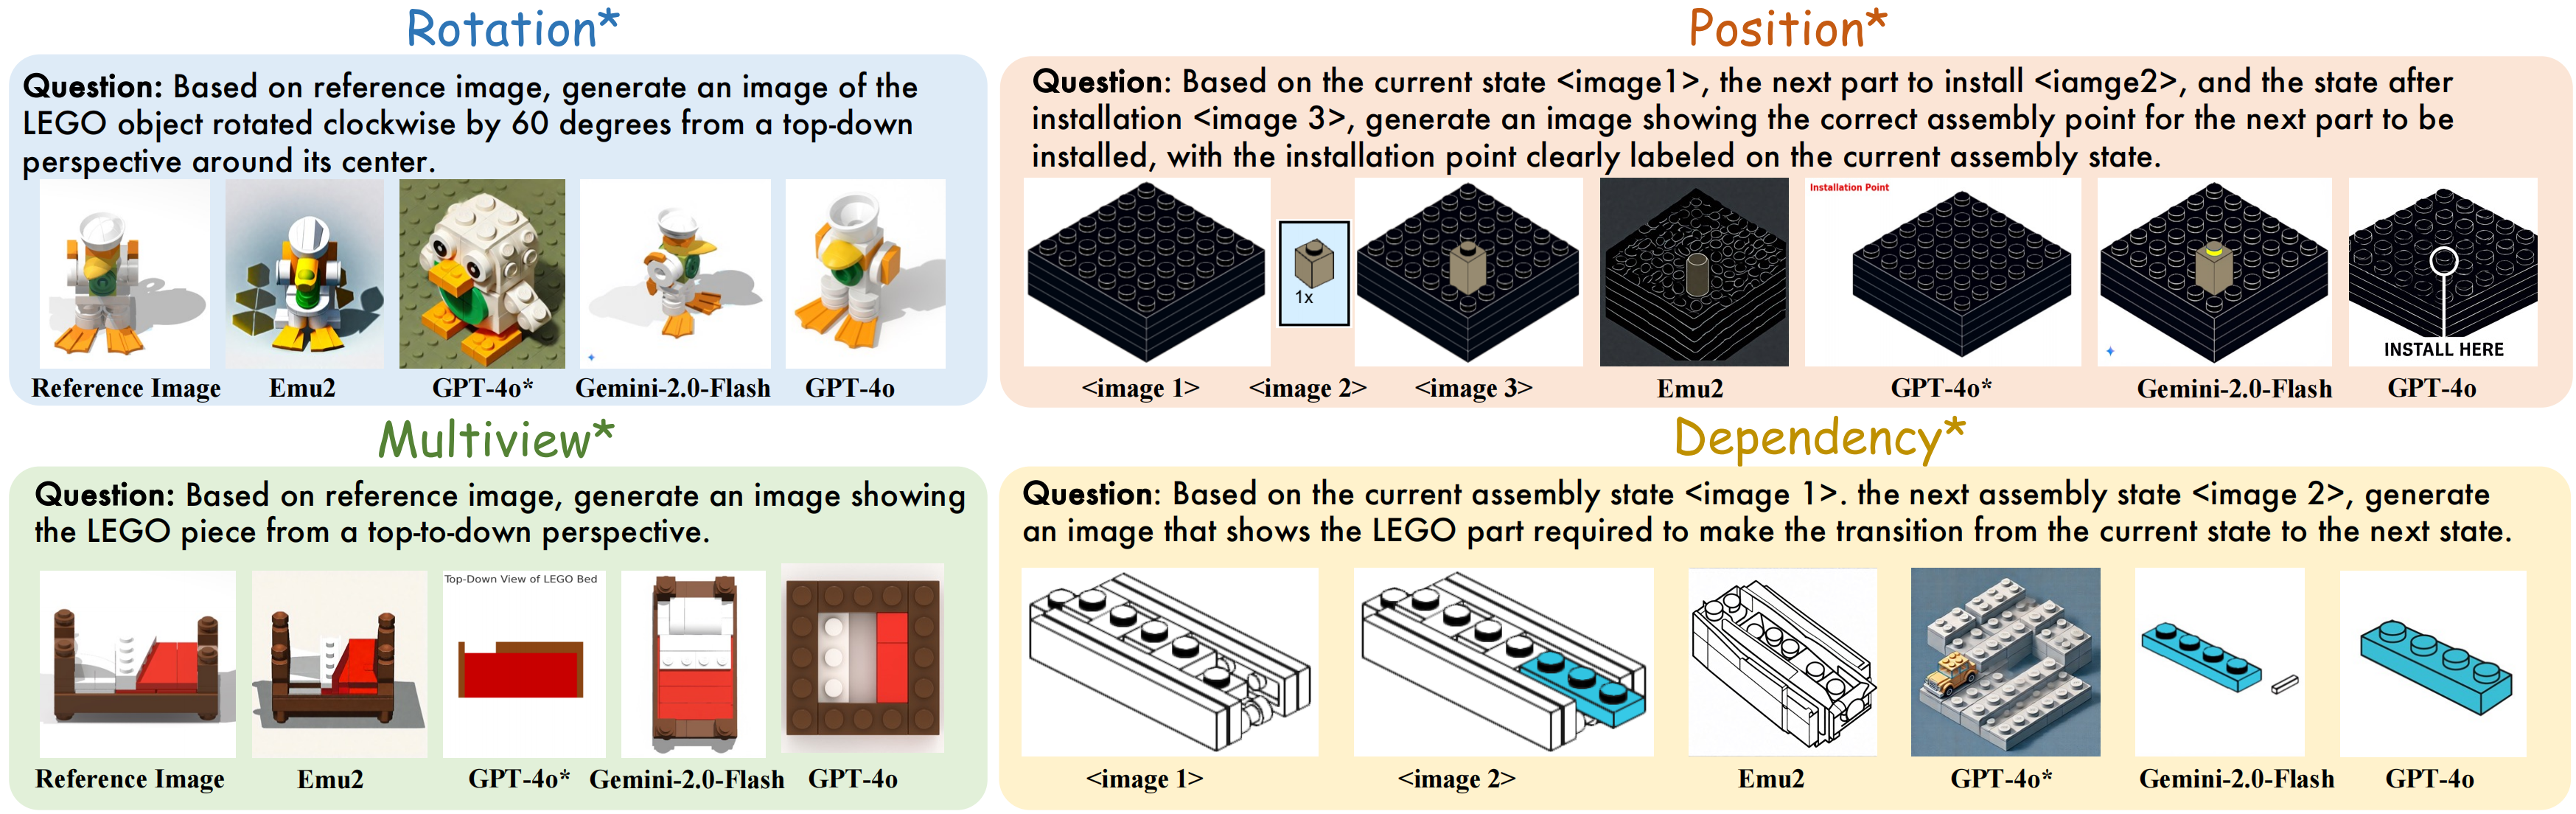 Rotation*
Question: Based on reference image, generate an image of the
LEGO object rotated clockwise by 60 degrees from a top-down
perspective around its center.
Reference Image
Emu2
GPT-4o*
Gemini-2.0-Flash
GPT-4o
Position*
Question: Based on the current state <image1>, the next part to install <iamge2>, and the state after
installation <image 3>, generate an image showing the correct assembly point for the next part to be
installed, with the installation point clearly labeled on the current assembly state.
1x
Installation Point
INSTALL HERE
<image 1>
<image 2>
<image 3>
Emu2
GPT-4o*
Gemini-2.0-Flash
GPT-4o
Multiview*
Question: Based on reference image, generate an image showing
the LEGO piece from a top-to-down perspective.
Top-Down View of LEGO Bed
Reference Image
Emu2
GPT-4o*
Gemini-2.0-Flash
GPT-4o
Dependency*
Question: Based on the current assembly state <image 1>. the next assembly state <image 2>, generate
an image that shows the LEGO part required to make the transition from the current state to the next state.
<image 1>
<image 2>
Emu2
GPT-4o*
Gemini-2.0-Flash
GPT-4o